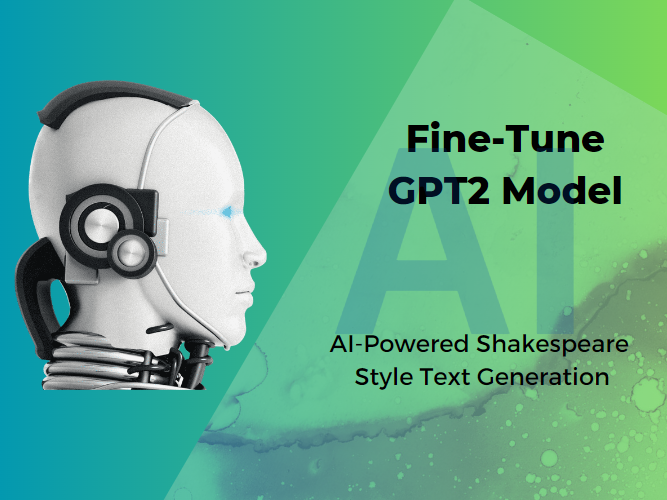 Fine-Tune
GPT2 Model
AI
AI-Powered Shakespeare
Style Text Generation